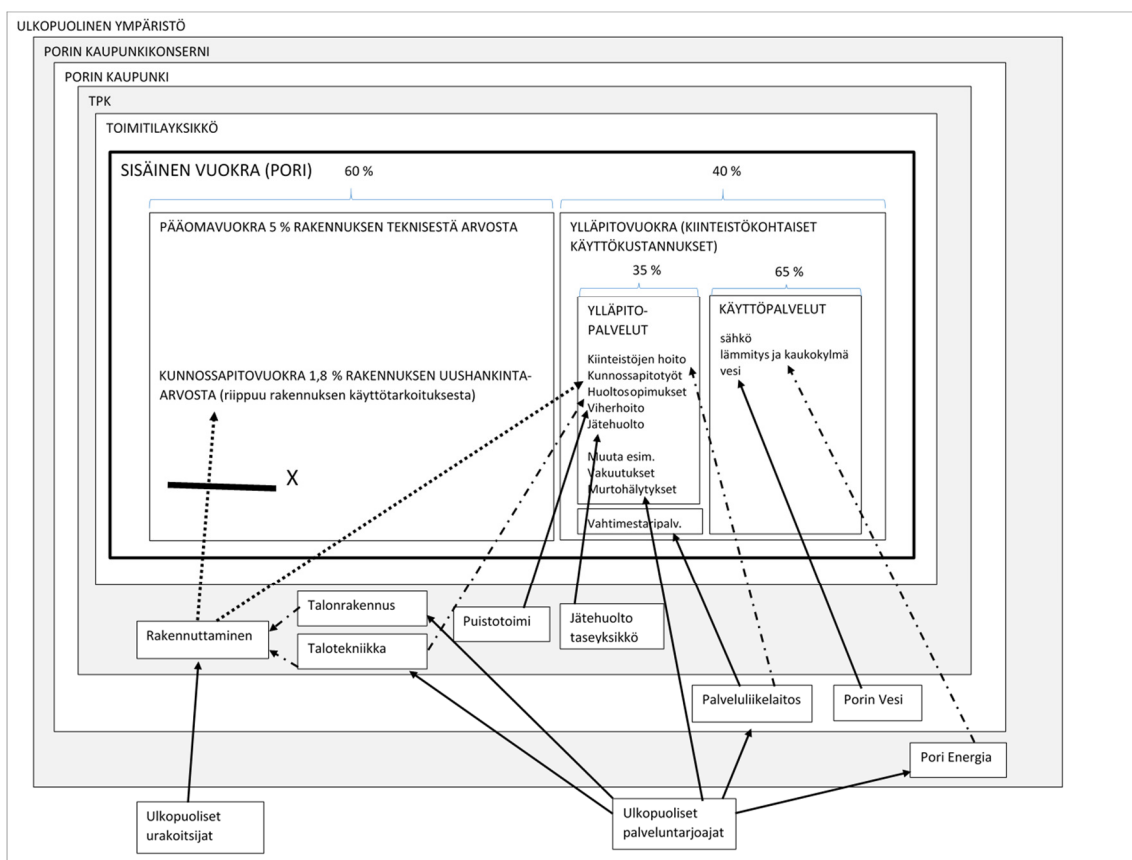 ULKOPUOLINEN YMPÄRISTÖ
PORIN KAUPUNKIKONSERNI
PORIN KAUPUNKI
TPK
TOIMITILAYKSIKKÖ
SISÄINEN VUOKRA (PORI)
60 %
40 %
PÄÄOMAVUOKRA 5 % RAKENNUKSEN TEKNISESTÄ ARVOSTA
KUNNOSSAPITOVUOKRA 1,8 % RAKENNUKSEN UUSHANKINTA-
ARVOSTA (riippuu rakennuksen käyttötarkoituksesta)
X
YLLÄPITOVUOKRA (KIINTEISTÖKOHTAISET
KÄYTTÖKUSTANNUKSET)
35 %
65 %
YLLÄPITO-
PALVELUT
Kiinteistöjen hoito
Kunnossapitotyöt
Huoltosopimukset
Viherhoito
Jätehuolto
Muuta esim.
Vakuutukset
Murtohälytykset
Vahtimestaripalv.
KÄYTTÖPALVELUT
sähkö
lämmitys ja kaukokylmä
vesi
Talonrakennus
Rakennuttaminen
Talotekniikka
Puistotoimi
Jätehuolto
taseyksikkö
Palveluliikelaitos
Porin Vesi
Pori Energia
Ulkopuoliset
urakoitsijat
Ulkopuoliset
palveluntarjoajat